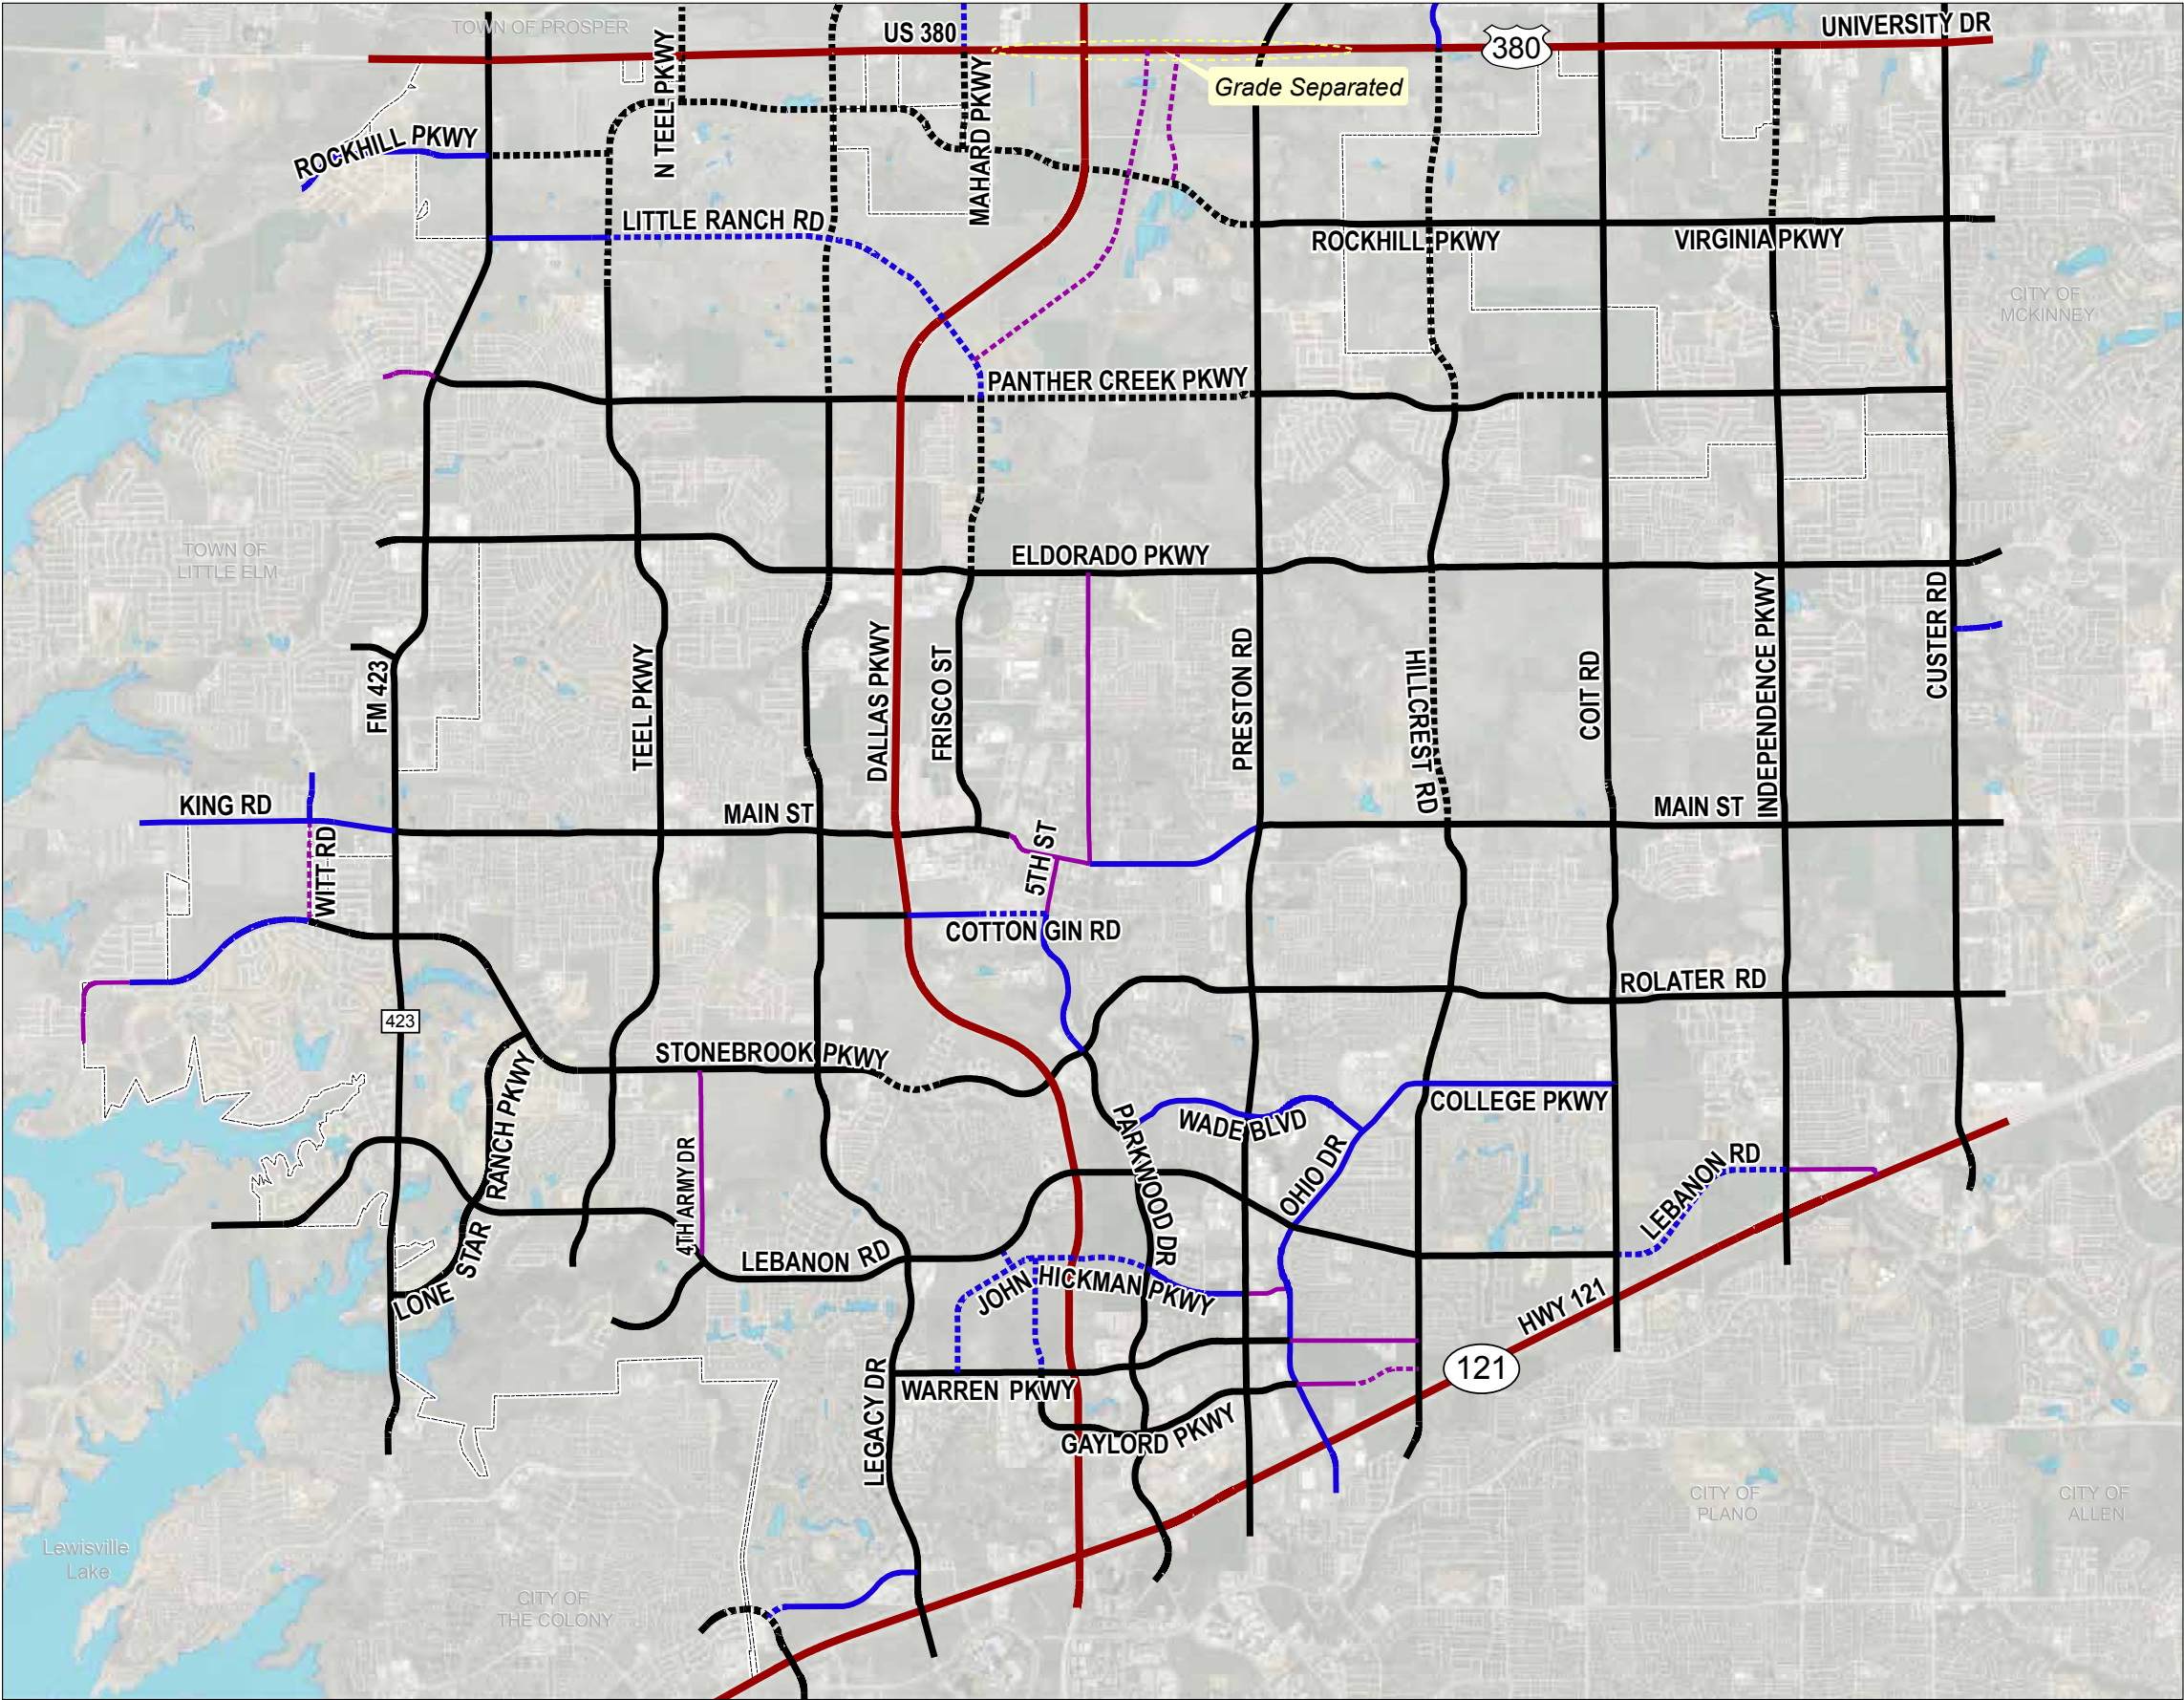 TOWN OF PROSPER
US 380
UNIVERSITY DR
380
Grade Separated
N TEEL PKWY
MAHARD PKWY
ROCKHILL PKWY
LITTLE RANCH RD
ROCKHILL PKWY
VIRGINIA PKWY
CITY OF
MCKINNEY
PANTHER CREEK PKWY
TOWN OF
LITTLE ELM
ELDORADO PKWY
FM 423
TEEL PKWY
DALLAS PKWY
FRISCO ST
PRESTON RD
HILLCREST RD
COIT RD
INDEPENDENCE PKWY
CUSTER RD
KING RD
MAIN ST
MAIN ST
WITT RD
5TH ST
COTTON GIN RD
ROLATER RD
423
STONEBROOK PKWY
RANCH PKWY
LONE STAR
4TH ARMY DR
PARKWOOD DR
WADE BLVD
OHIO DR
COLLEGE PKWY
LEBANON RD
LEBANON RD
JOHN HICKMAN PKWY
HWY 121
121
WARREN PKWY
LEGACY DR
GAYLORD PKWY
CITY OF
PLANO
CITY OF
ALLEN
Lewisville
Lake
CITY OF
THE COLONY